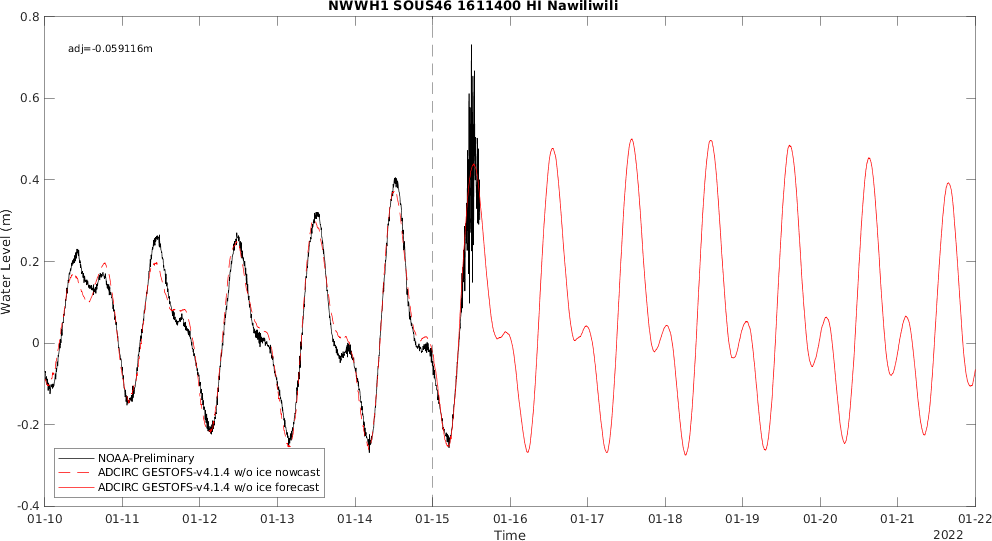 NWWH1 SOUS46 1611400 HI Nawiliwili
adj=-0.059116m
0.8
0.6
0.4
0.2
0
-0.2
-0.4
Water Level (m)
NOAA-Preliminary
ADCIRC GESTOFS-v4.1.4 w/o ice nowcast
ADCIRC GESTOFS-v4.1.4 w/o ice forecast
01-10 01-11 01-12 01-13 01-14 01-15 01-16 01-17 01-18 01-19 01-20 01-21 01-22
Time
2022